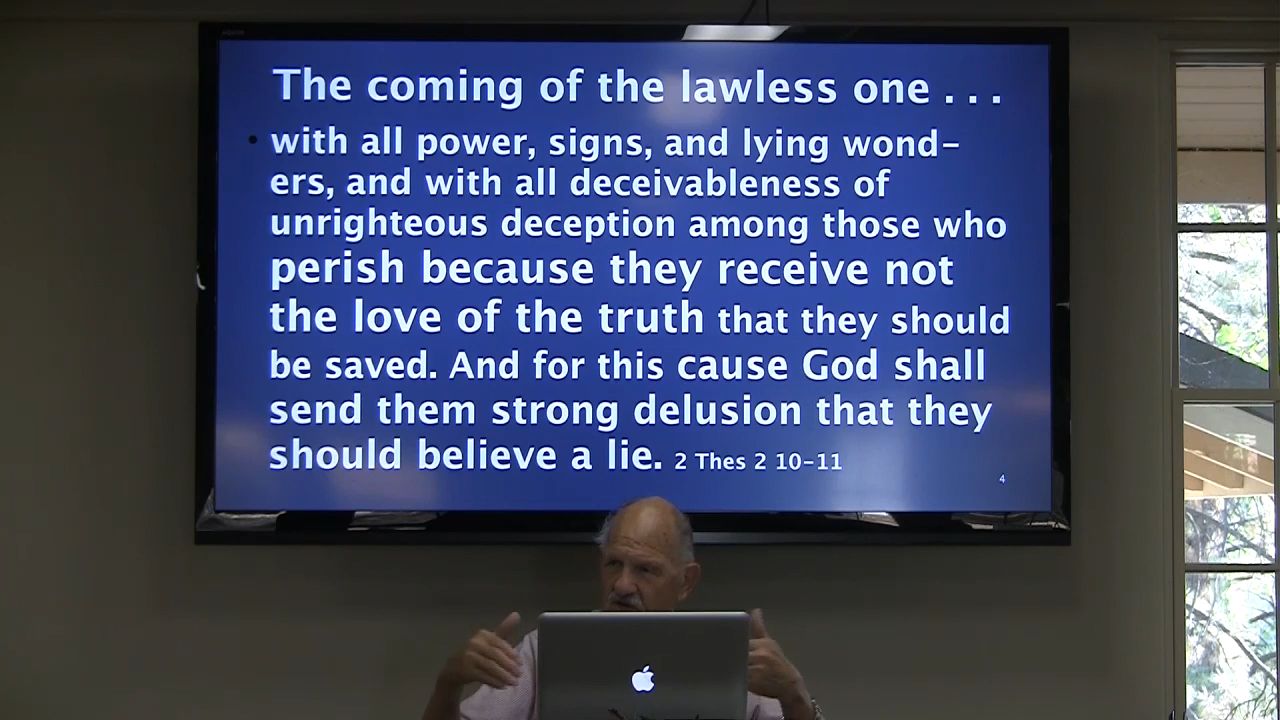 The coming of the lawless one . . .
• with all power, signs, and lying wond–
ers, and with all deceivableness of
unrighteous deception among those who
perish because they receive not
the love of the truth that they should
be saved. And for this cause God shall
send them strong delusion that they
should believe a lie. 2 Thes 2 10–11
4